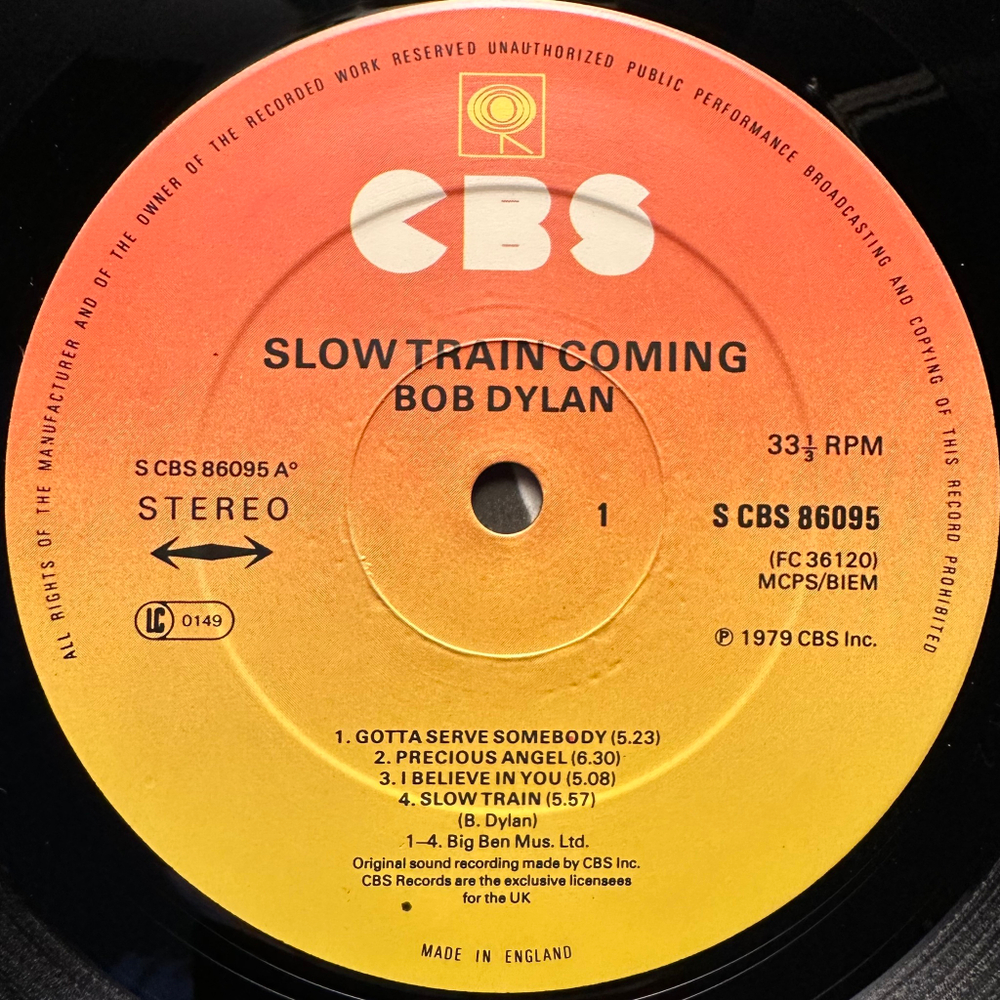 ALL RIGHTS OF THE MANUFACTURER AND OF THE OWNER OF THE RECORDED WORK RESERVED UNAUTHORIZED PUBLIC PERFORMANCE BROADCASTING AND COPYING OF THIS RECORD PROHIBITED
CBS
SLOW TRAIN COMING
BOB DYLAN
33⅓ RPM
S CBS 86095 A°
STEREO
1
S CBS 86095
(FC 36120)
MCPS/BIEM
LC 0149
℗ 1979 CBS Inc.
1. GOTTA SERVE SOMEBODY (5.23)
2. PRECIOUS ANGEL (6.30)
3. I BELIEVE IN YOU (5.08)
4. SLOW TRAIN (5.57)
(B. Dylan)
1–4. Big Ben Mus. Ltd.
Original sound recording made by CBS Inc.
CBS Records are the exclusive licensees
for the UK
MADE IN ENGLAND